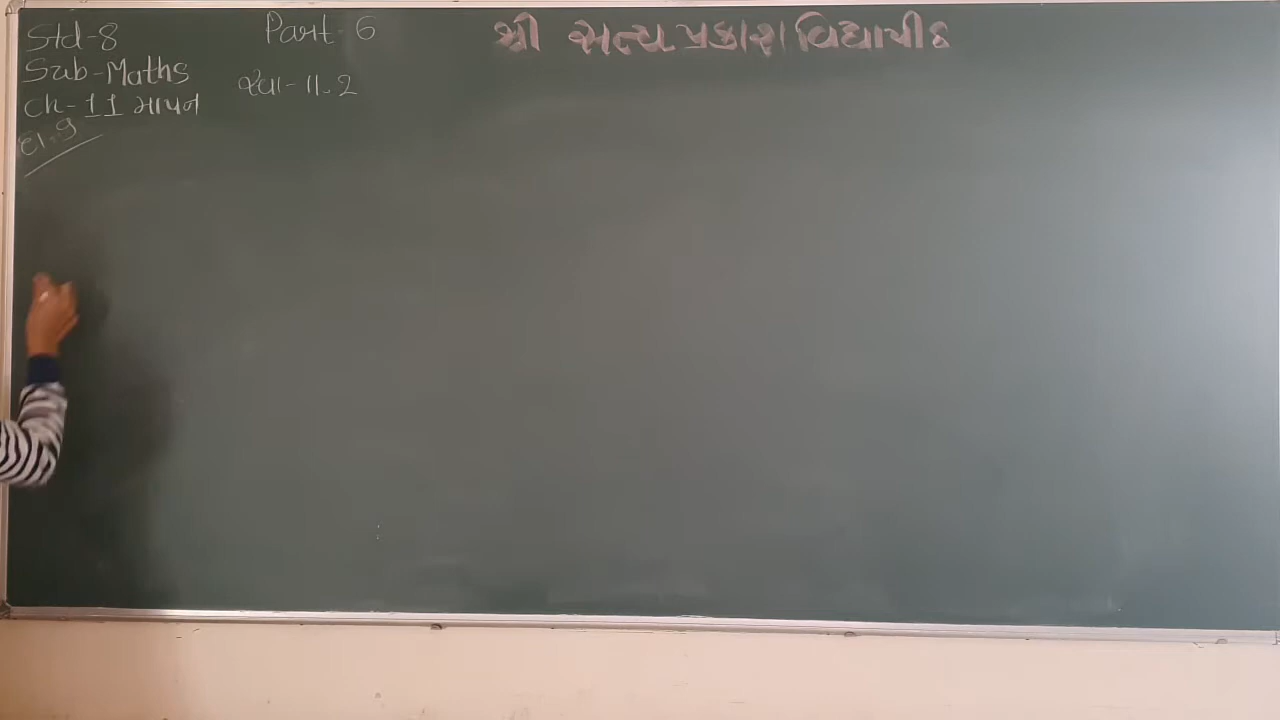 Std-8
Part-6
શ્રી સત્ય પ્રકાશ વિદ્યાપીઠ
Sub-Maths
સ્વા-11.2
Ch-11 માપન
દા.9